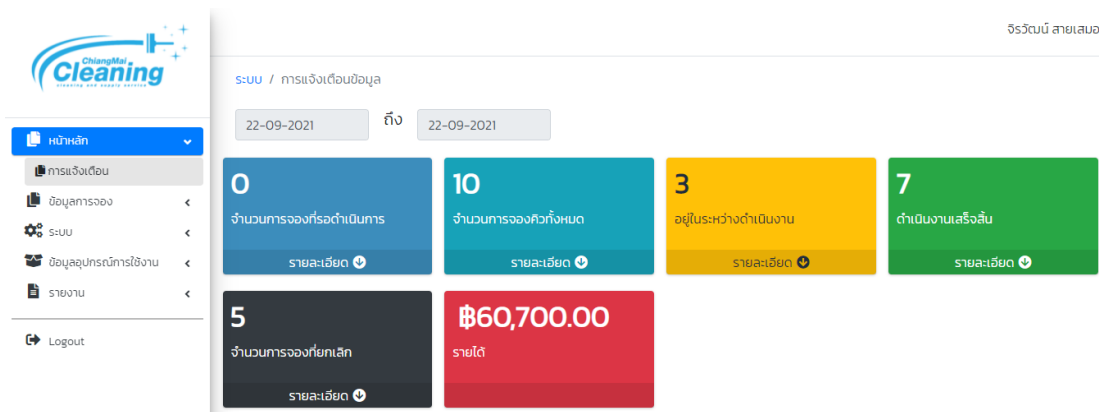 จิรวัฒน์ สายเสมอ
ChiangMai
Cleaning
cleaning and supply service
หน้าหลัก
การแจ้งเตือน
ข้อมูลการจอง
ระบบ
ข้อมูลอุปกรณ์การใช้งาน
รายงาน
Logout
ระบบ / การแจ้งเตือนข้อมูล
22-09-2021 ถึง 22-09-2021
0
จำนวนการจองที่รอดำเนินการ
รายละเอียด
10
จำนวนการจองคิวทั้งหมด
รายละเอียด
3
อยู่ในระหว่างดำเนินงาน
รายละเอียด
7
ดำเนินงานเสร็จสิ้น
รายละเอียด
5
จำนวนการจองที่ยกเลิก
รายละเอียด
฿60,700.00
รายได้